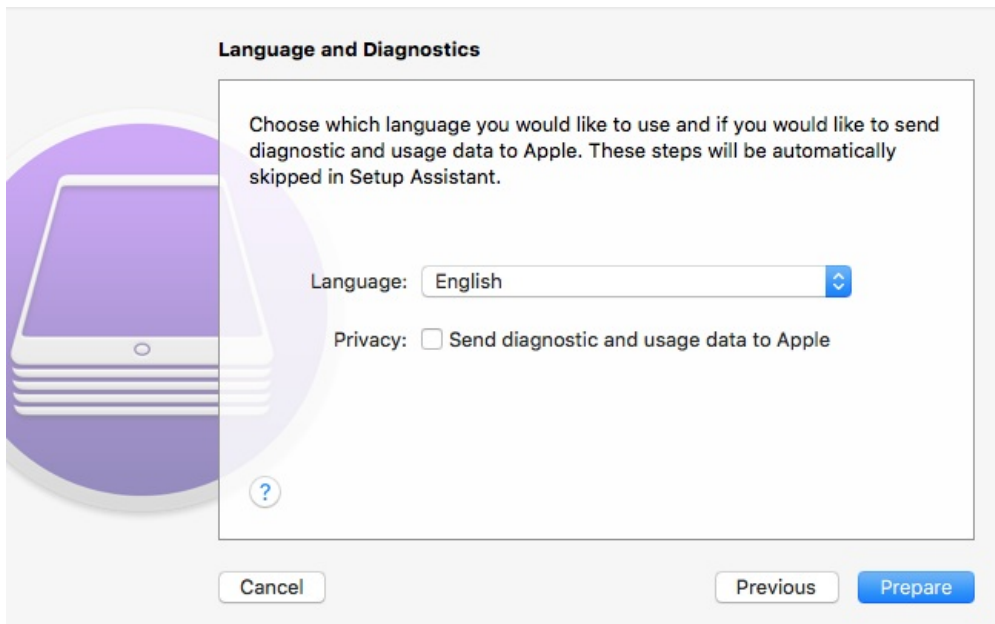 Language and Diagnostics
Choose which language you would like to use and if you would like to send
diagnostic and usage data to Apple. These steps will be automatically
skipped in Setup Assistant.
Language: English
Privacy: Send diagnostic and usage data to Apple
?
Cancel Previous Prepare